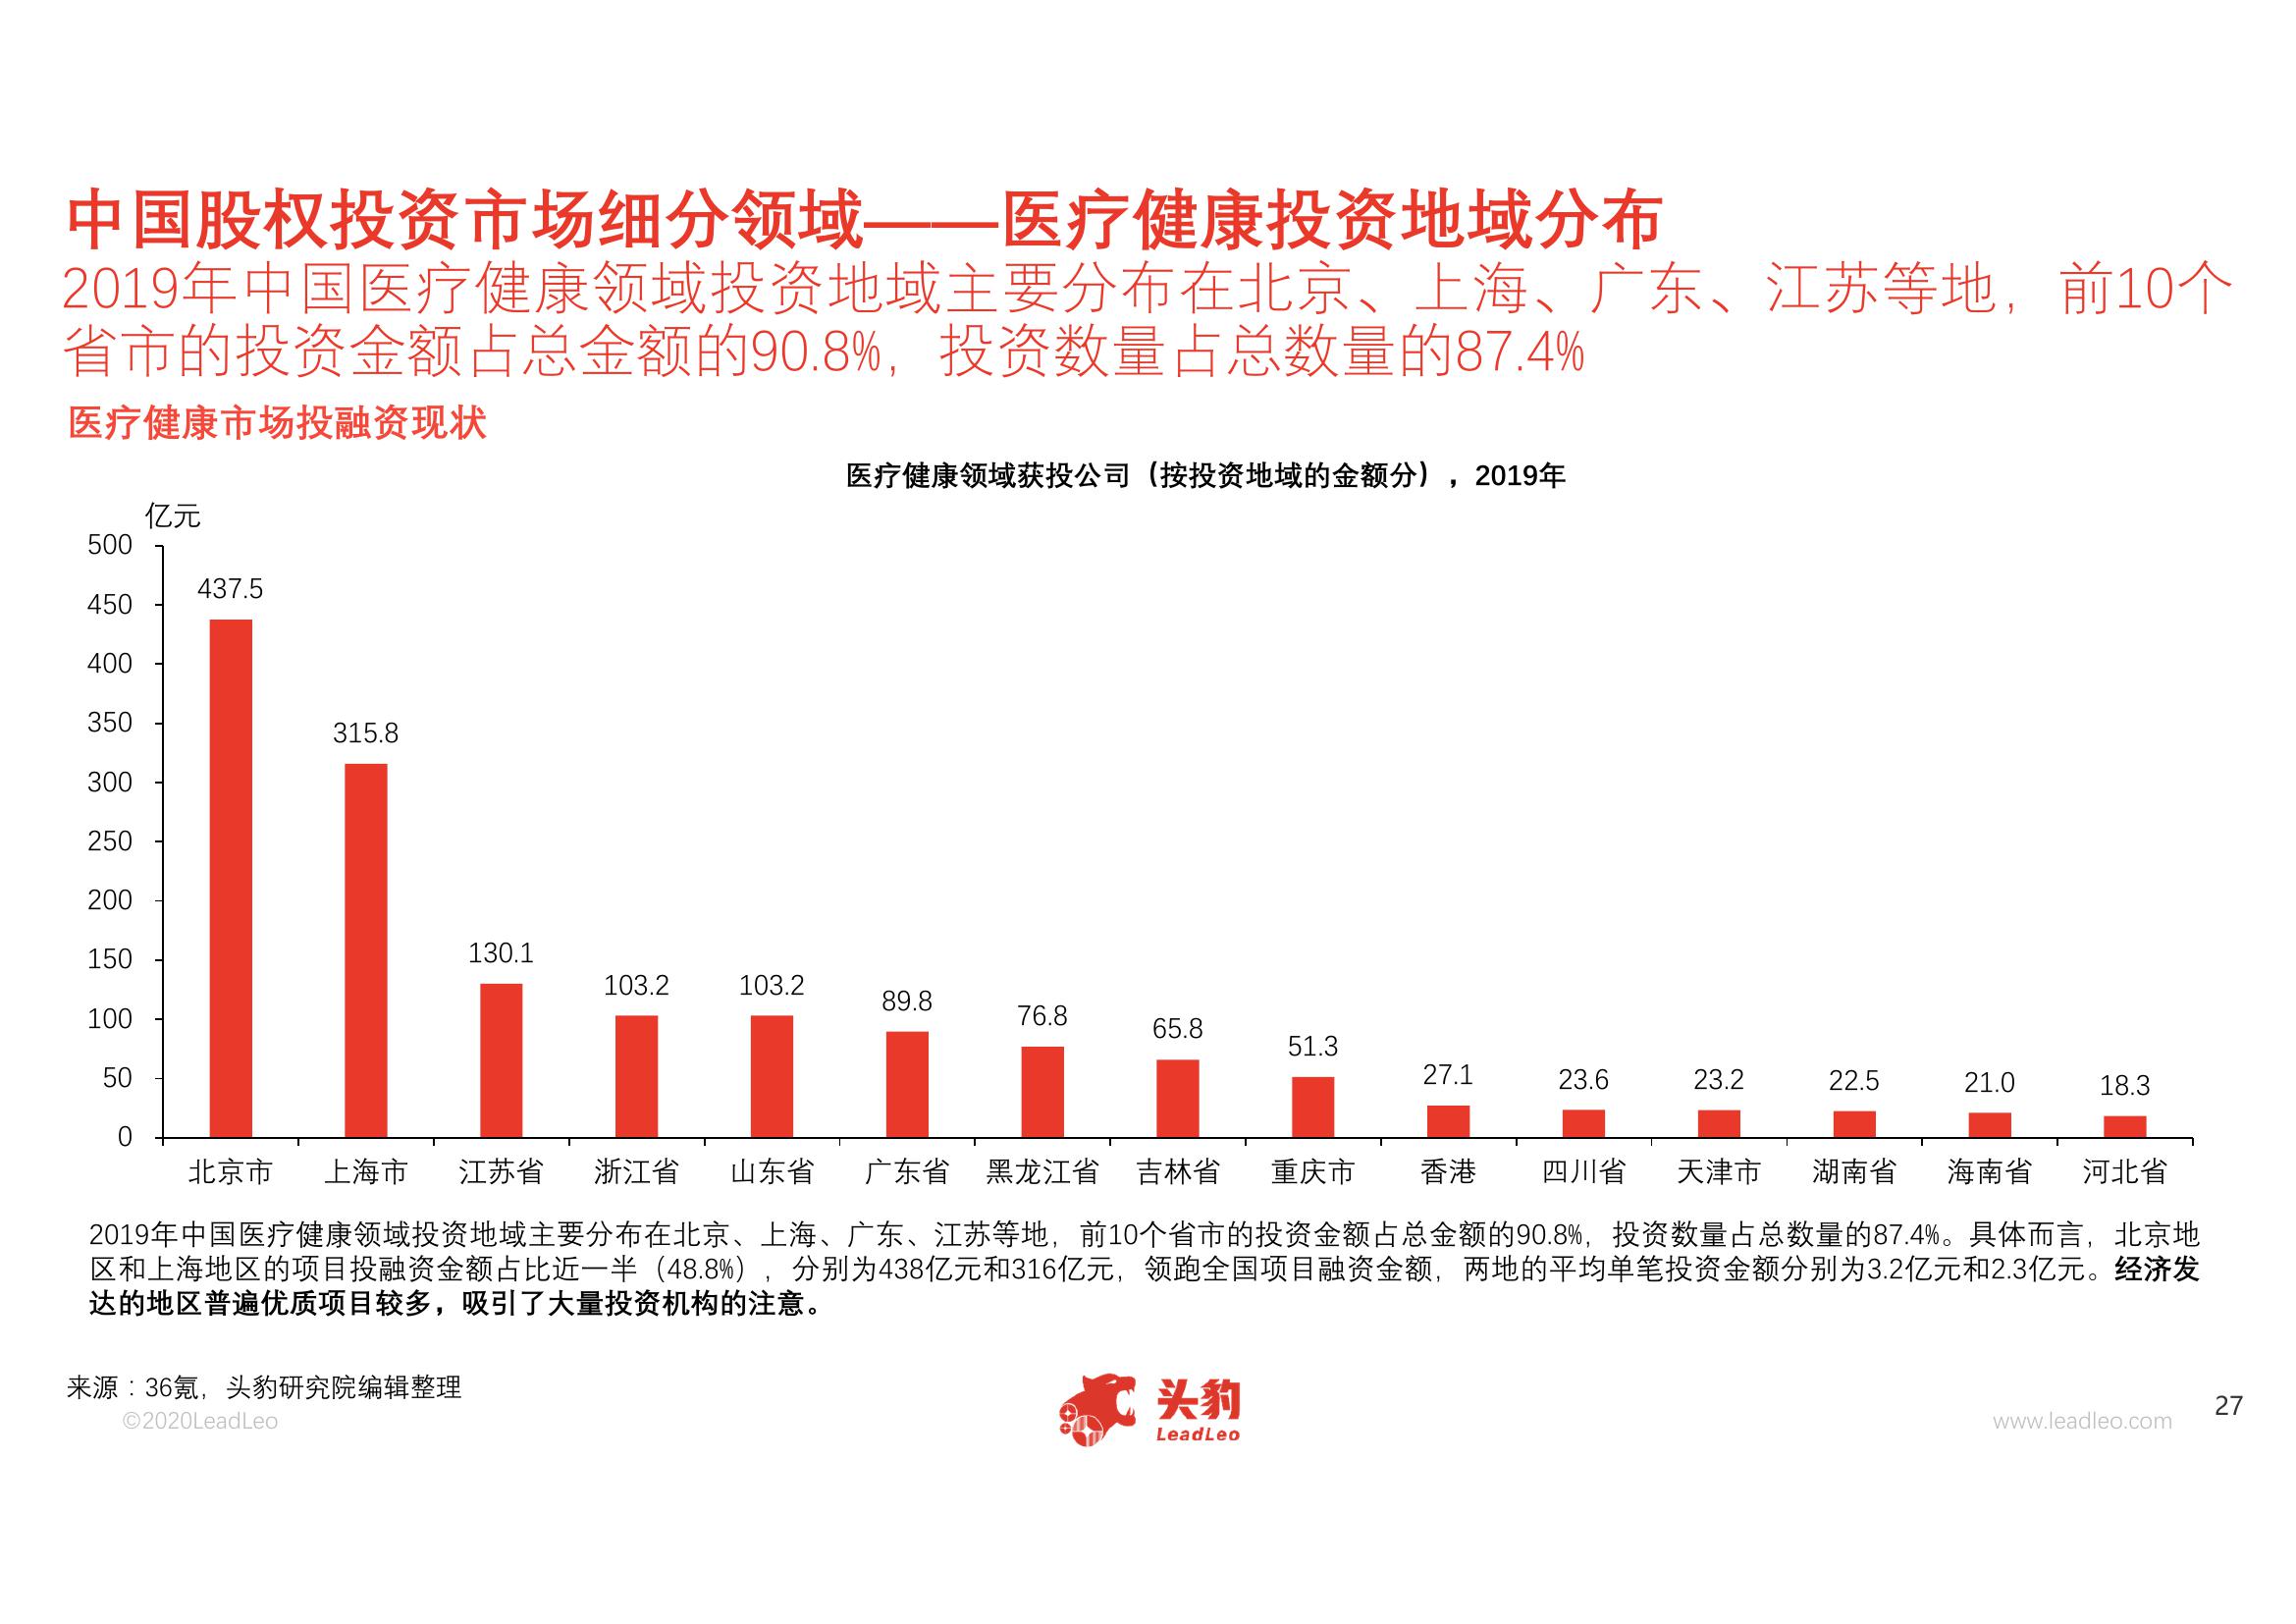 中国股权投资市场细分领域——医疗健康投资地域分布
2019年中国医疗健康领域投资地域主要分布在北京、上海、广东、江苏等地，前10个
省市的投资金额占总金额的90.8%，投资数量占总数量的87.4%
医疗健康市场投融资现状
医疗健康领域获投公司（按投资地域的金额分），2019年
亿元
500
450
400
350
300
250
200
150
100
50
0
437.5
315.8
130.1
103.2
103.2
89.8
76.8
65.8
51.3
27.1
23.6
23.2
22.5
21.0
18.3
北京市
上海市
江苏省
浙江省
山东省
广东省
黑龙江省
吉林省
重庆市
香港
四川省
天津市
湖南省
海南省
河北省
2019年中国医疗健康领域投资地域主要分布在北京、上海、广东、江苏等地，前10个省市的投资金额占总金额的90.8%，投资数量占总数量的87.4%。具体而言，北京地
区和上海地区的项目投融资金额占比近一半（48.8%），分别为438亿元和316亿元，领跑全国项目融资金额，两地的平均单笔投资金额分别为3.2亿元和2.3亿元。经济发
达的地区普遍优质项目较多，吸引了大量投资机构的注意。
来源：36氪，头豹研究院编辑整理
©2020LeadLeo
头豹
LeadLeo
www.leadleo.com
27